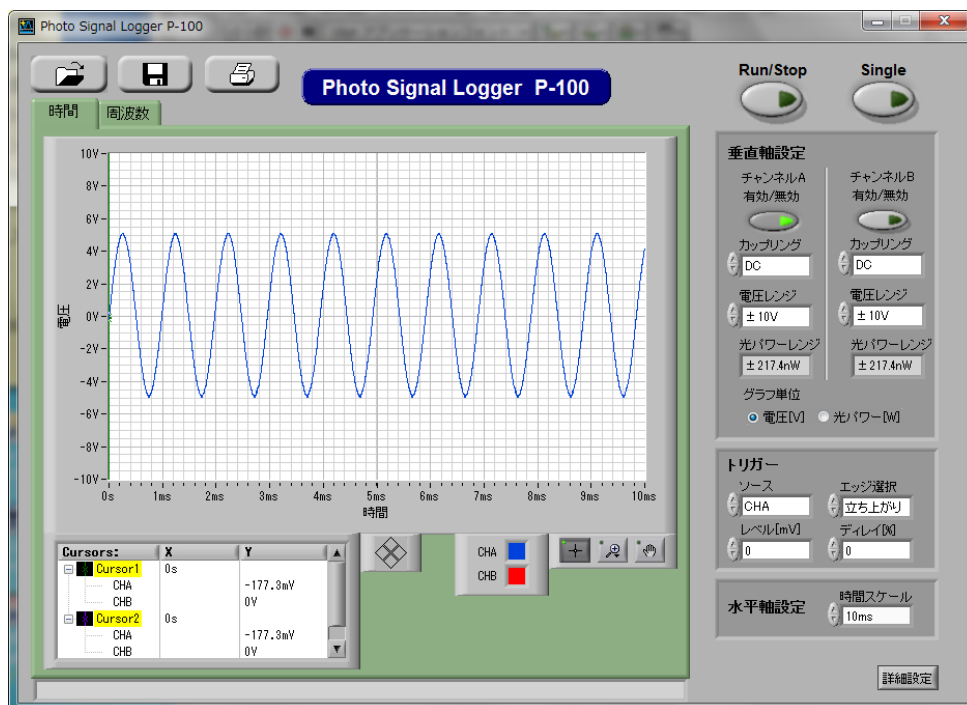 Photo Signal Logger P-100
Photo Signal Logger P-100
Run/Stop
Single
時間
周波数
10V
8V
6V
4V
2V
0V
-2V
-4V
-6V
-8V
-10V
電圧
0s
1ms
2ms
3ms
4ms
5ms
6ms
7ms
8ms
9ms
10ms
時間
Cursors:
X
Y
Cursor1
0s
CHA
-177.3mV
CHB
0V
Cursor2
0s
CHA
-177.3mV
CHB
0V
CHA
CHB
垂直軸設定
チャンネルA
有効/無効
カップリング
DC
電圧レンジ
± 10V
光パワーレンジ
± 217.4nW
チャンネルB
有効/無効
カップリング
DC
電圧レンジ
± 10V
光パワーレンジ
± 217.4nW
グラフ単位
電圧[V]
光パワー[W]
トリガー
ソース
CHA
エッジ選択
立ち上がり
レベル[mV]
0
ディレイ[%]
0
水平軸設定
時間スケール
10ms
詳細設定